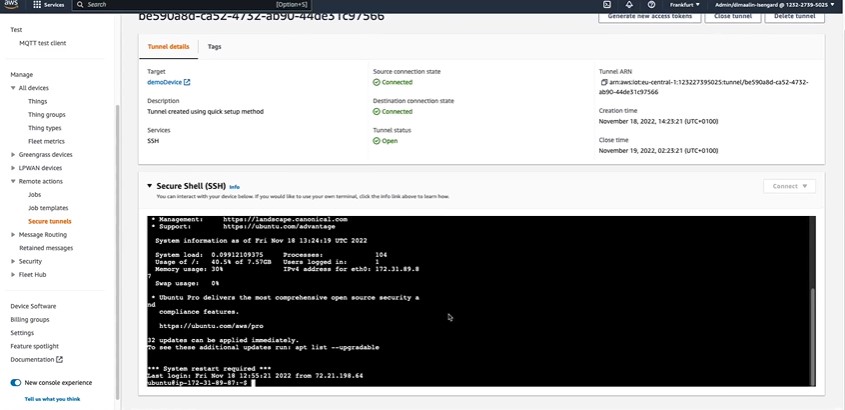 aws
Services
Search
[Option+S]
Frankfurt
Admin/dimaalin-Isengard @ 1232-2739-5025
be590a8d-ca52-4732-ab90-44de31c97566
Generate new access tokens
Close tunnel
Delete tunnel
Test
MQTT test client
Manage
All devices
Things
Thing groups
Thing types
Fleet metrics
Greengrass devices
LPWAN devices
Remote actions
Jobs
Job templates
Secure tunnels
Message Routing
Retained messages
Security
Fleet Hub
Device Software
Billing groups
Settings
Feature spotlight
Documentation
New console experience
Tell us what you think
Tunnel details
Tags
Target
demoDevice
Description
Tunnel created using quick setup method
Services
SSH
Source connection state
Connected
Destination connection state
Connected
Tunnel status
Open
Tunnel ARN
arn:aws:iot:eu-central-1:123227395025:tunnel/be590a8d-ca52-4732-
ab90-44de31c97566
Creation time
November 18, 2022, 14:23:21 (UTC+0100)
Close time
November 19, 2022, 02:23:21 (UTC+0100)
Secure Shell (SSH) Info
You can interact with your device below. If you would like to use your own terminal, click the info link above to learn how.
Connect
* Management: https://landscape.canonical.com
* Support: https://ubuntu.com/advantage
System information as of Fri Nov 18 13:24:19 UTC 2022
System load: 0.09912109375 Processes: 104
Usage of /: 40.5% of 7.57GB Users logged in: 1
Memory usage: 30% IPv4 address for eth0: 172.31.89.8
7
Swap usage: 0%
* Ubuntu Pro delivers the most comprehensive open source security a
nd
compliance features.
https://ubuntu.com/aws/pro
32 updates can be applied immediately.
To see these additional updates run: apt list --upgradable
*** System restart required ***
Last login: Fri Nov 18 12:55:21 2022 from 72.21.198.64
ubuntu@ip-172-31-89-87:~$